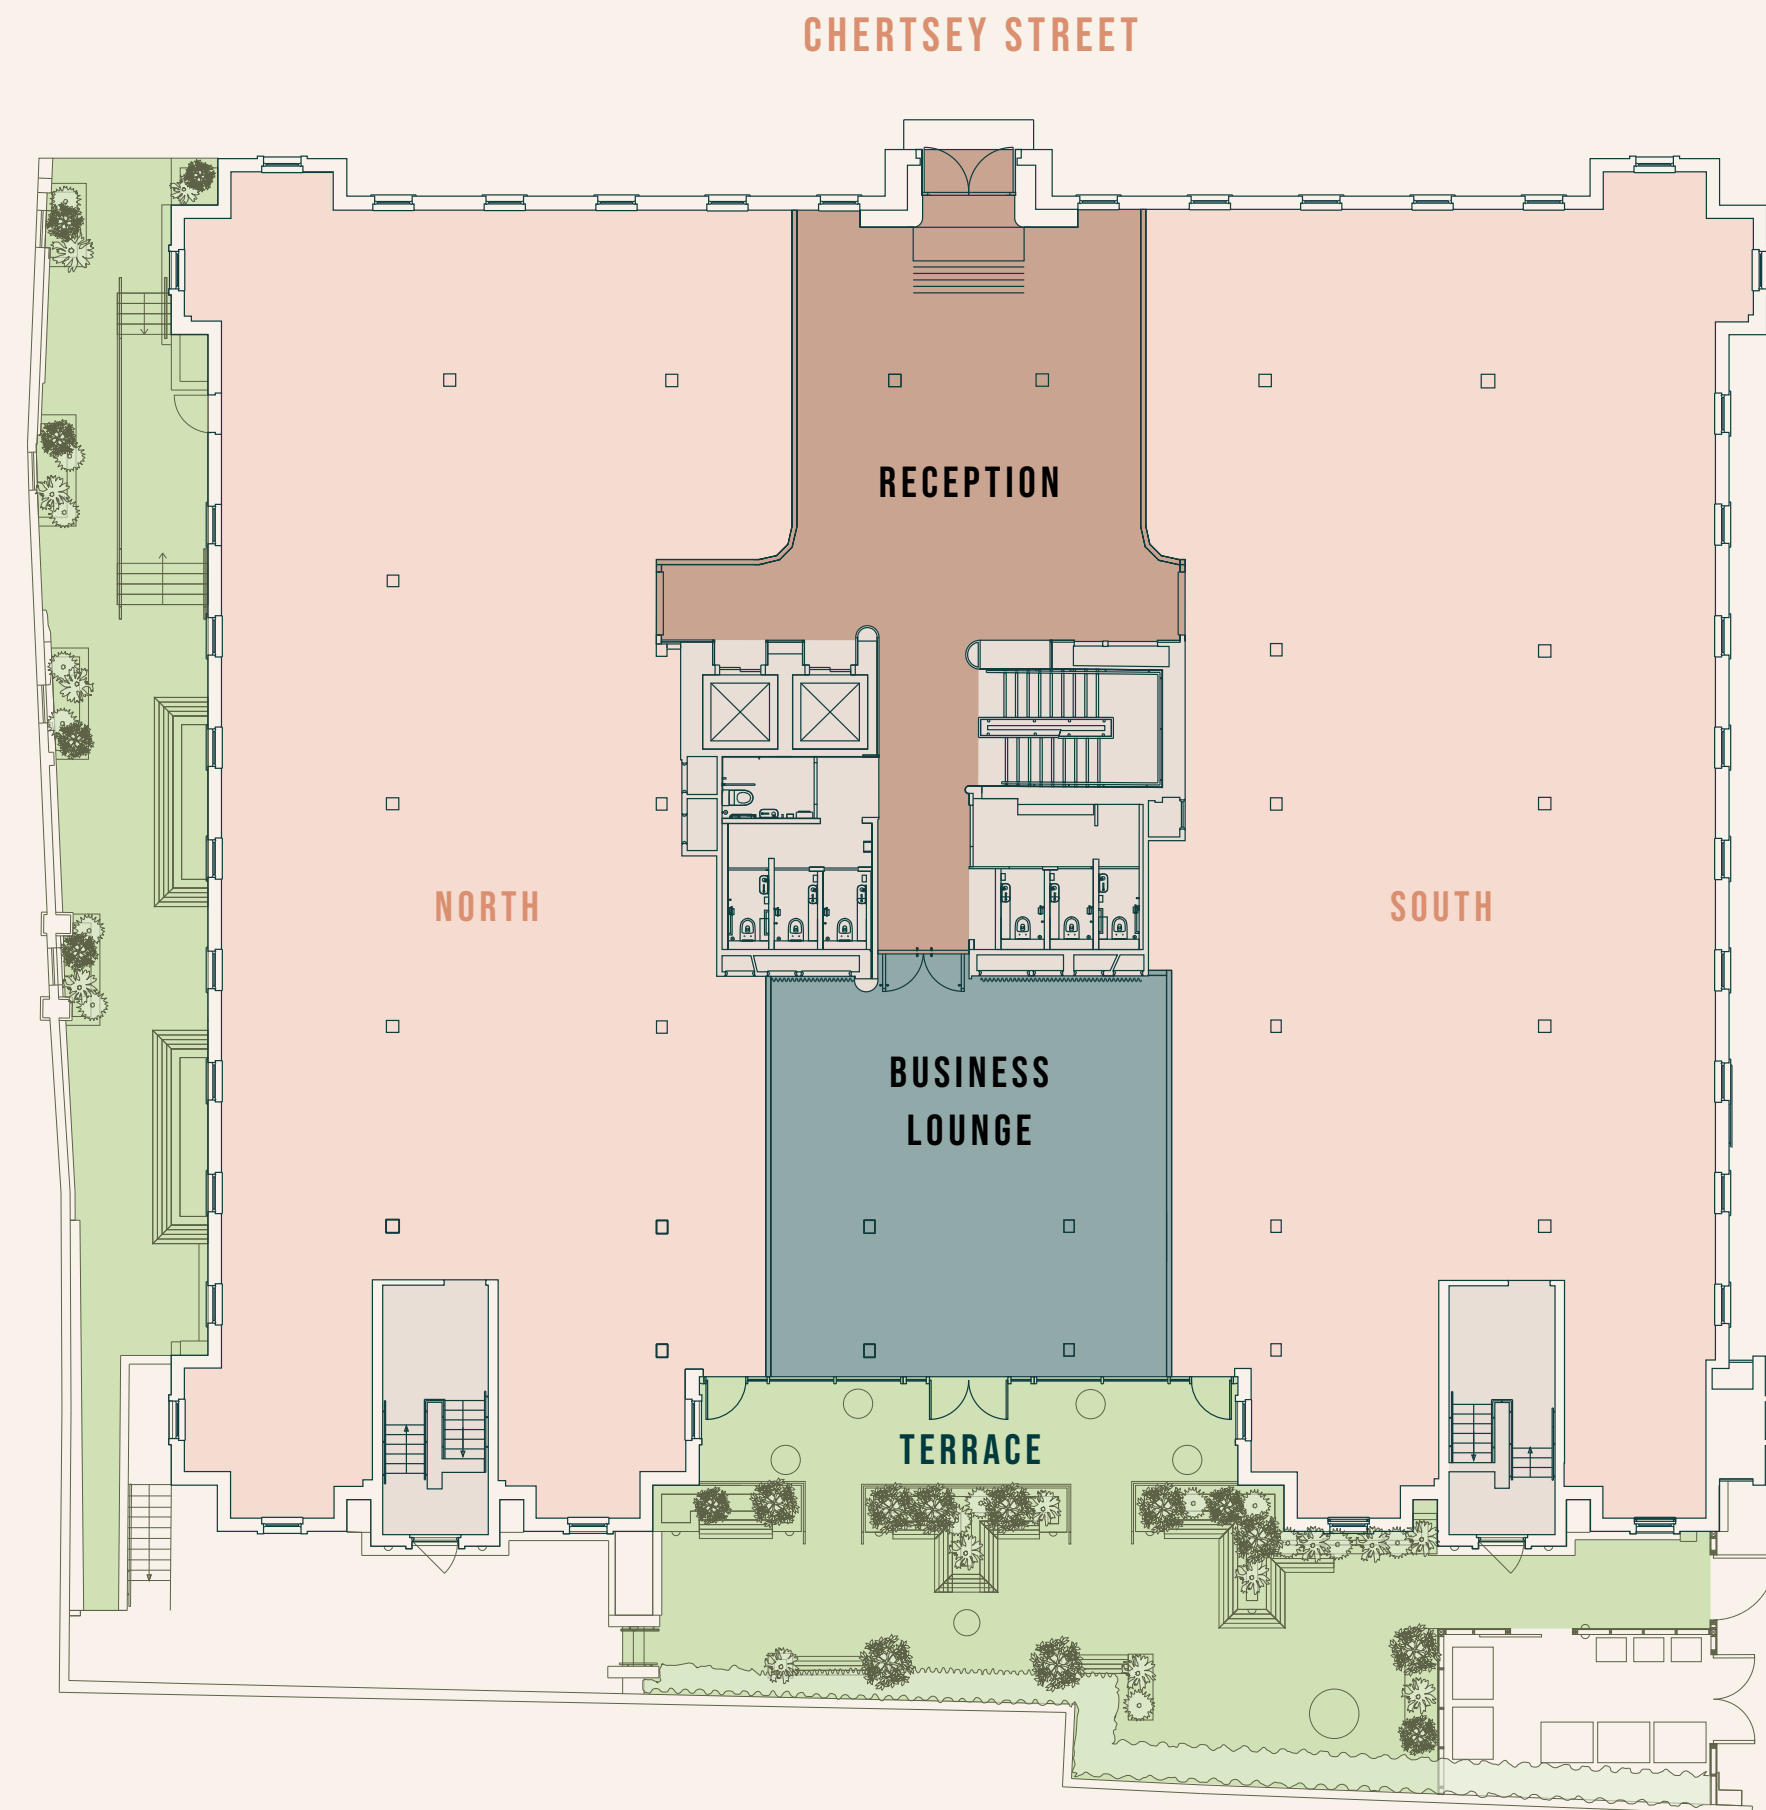 CHERTSEY STREET
RECEPTION
NORTH
SOUTH
BUSINESS
LOUNGE
TERRACE